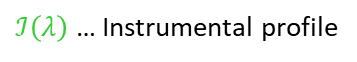 ℐ(λ) ... Instrumental profile